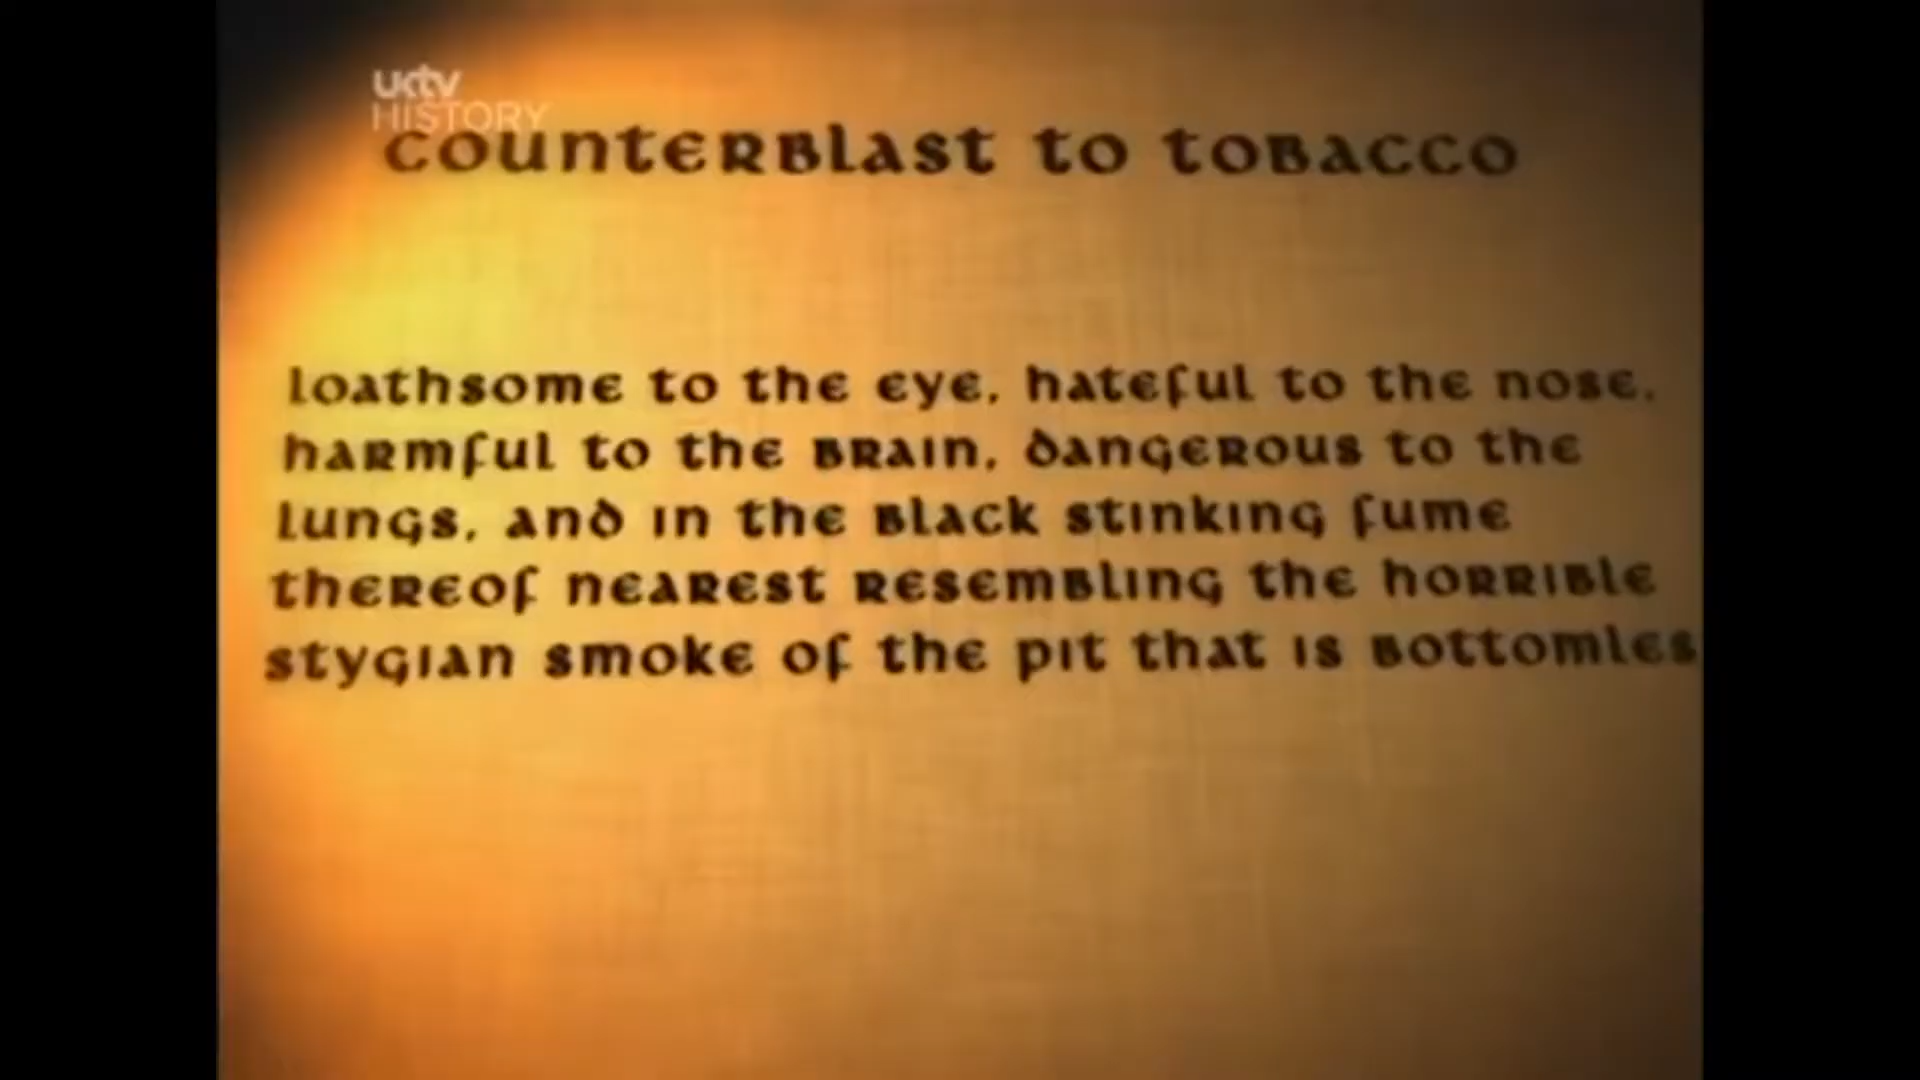 uktv
HISTORY
counterblast to tobacco
loathsome to the eye, hateful to the nose,
harmful to the brain, dangerous to the
lungs, and in the black stinking fume
thereof nearest resembling the horrible
stygian smoke of the pit that is bottomles